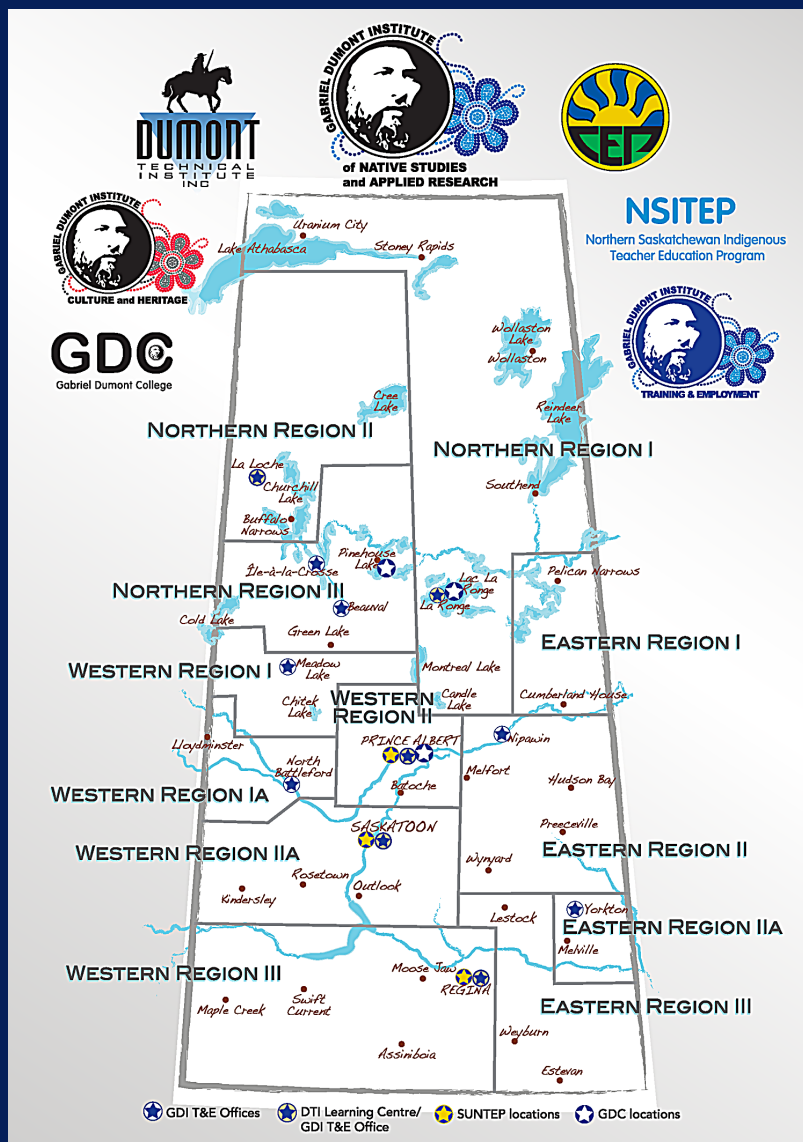 DUMONT
TECHNICAL
INSTITUTE
INC
GABRIEL DUMONT INSTITUTE
of NATIVE STUDIES
and APPLIED RESEARCH
GABRIEL DUMONT INSTITUTE
CULTURE and HERITAGE
GDC
Gabriel Dumont College
NSITEP
Northern Saskatchewan Indigenous
Teacher Education Program
GABRIEL DUMONT INSTITUTE
TRAINING & EMPLOYMENT
Uranium City
Lake Athabasca
Stoney Rapids
Wollaston
Lake
Wollaston
Cree
Lake
Reindeer
Lake
NORTHERN REGION II
NORTHERN REGION I
La Loche
Churchill
Lake
Buffalo
Narrows
Southend
Pinehouse
Lake
Île-à-la-Crosse
Lac La
Ronge
La Ronge
Pelican Narrows
NORTHERN REGION III
Beauval
Cold Lake
Green Lake
EASTERN REGION I
WESTERN REGION I
Meadow
Lake
Montreal Lake
Chitek
Lake
WESTERN
REGION II
Candle
Lake
Cumberland House
Lloydminster
PRINCE ALBERT
Nipawin
North
Battleford
Melfort
Hudson Bay
Batoche
WESTERN REGION IA
SASKATOON
Preeceville
WESTERN REGION IIA
EASTERN REGION II
Wynyard
Rosetown
Outlook
Kindersley
Lestock
Yorkton
EASTERN REGION IIA
Melville
WESTERN REGION III
Moose Jaw
REGINA
Maple Creek
Swift
Current
EASTERN REGION III
Weyburn
Assiniboia
Estevan
GDI T&E Offices
DTI Learning Centre/
GDI T&E Office
SUNTEP locations
GDC locations